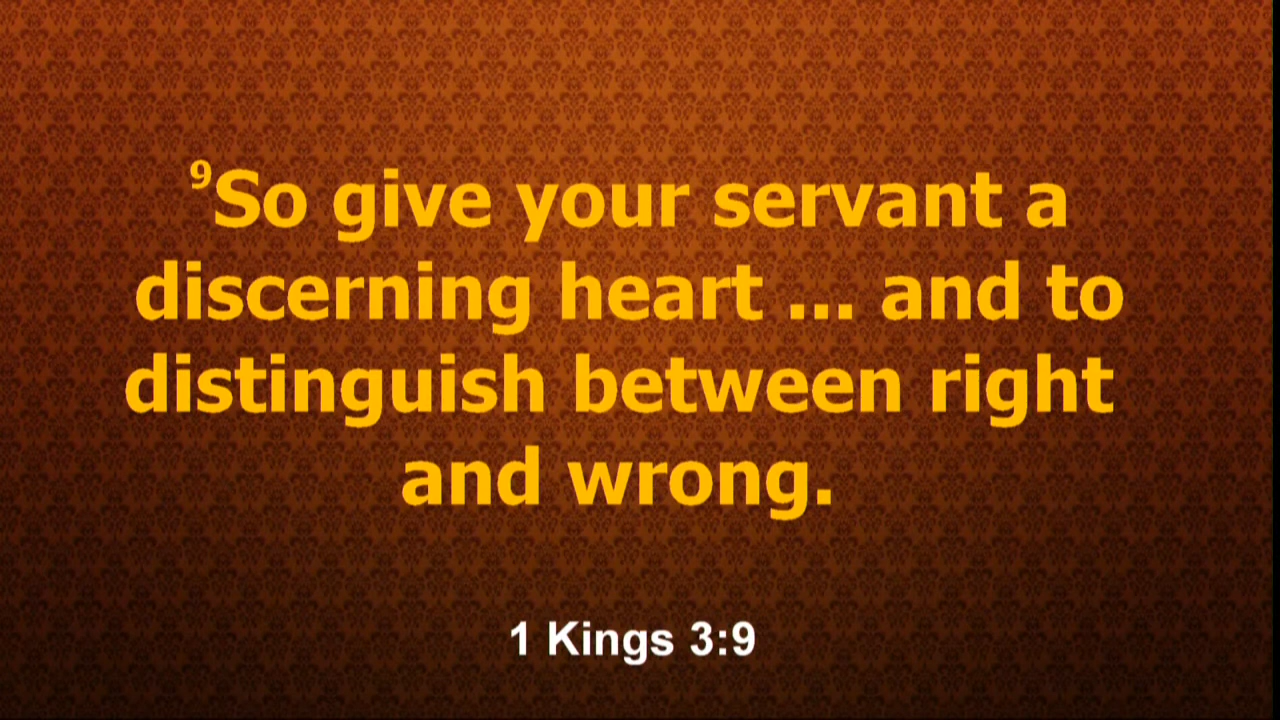 ⁹So give your servant a
discerning heart ... and to
distinguish between right
and wrong.
1 Kings 3:9